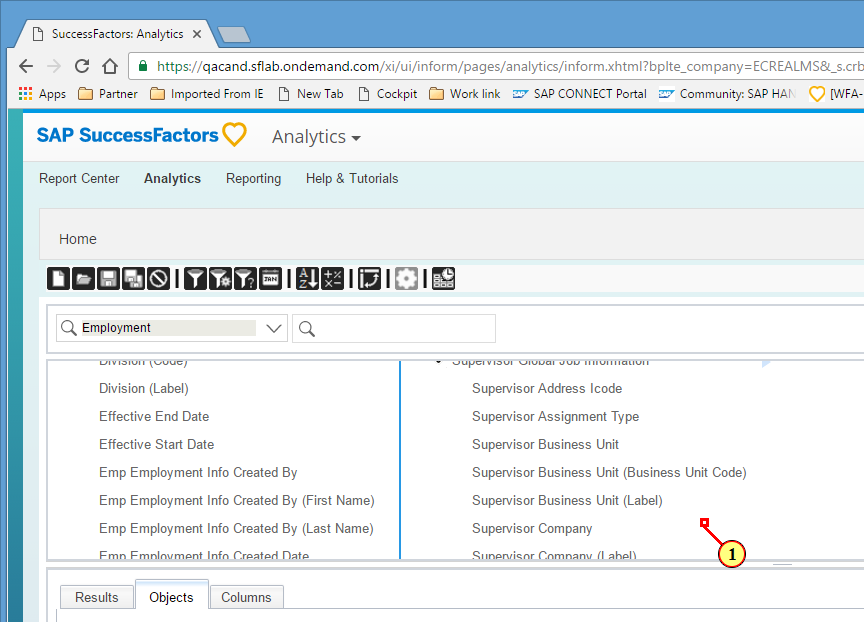 SuccessFactors: Analytics
https://qacand.sflab.ondemand.com/xi/ui/inform/pages/analytics/inform.xhtml?bplte_company=ECREALMS&_s.crb
Apps Partner Imported From IE New Tab Cockpit Work link SAP CONNECT Portal Community: SAP HAN [WFA-
SAP SuccessFactors Analytics
Report Center Analytics Reporting Help & Tutorials
Home
JAN A Z
Employment
Division (Code)
Division (Label)
Effective End Date
Effective Start Date
Emp Employment Info Created By
Emp Employment Info Created By (First Name)
Emp Employment Info Created By (Last Name)
Emp Employment Info Created Date
Supervisor Global Job Information
Supervisor Address Icode
Supervisor Assignment Type
Supervisor Business Unit
Supervisor Business Unit (Business Unit Code)
Supervisor Business Unit (Label)
Supervisor Company
Supervisor Company (Label)
1
Results Objects Columns